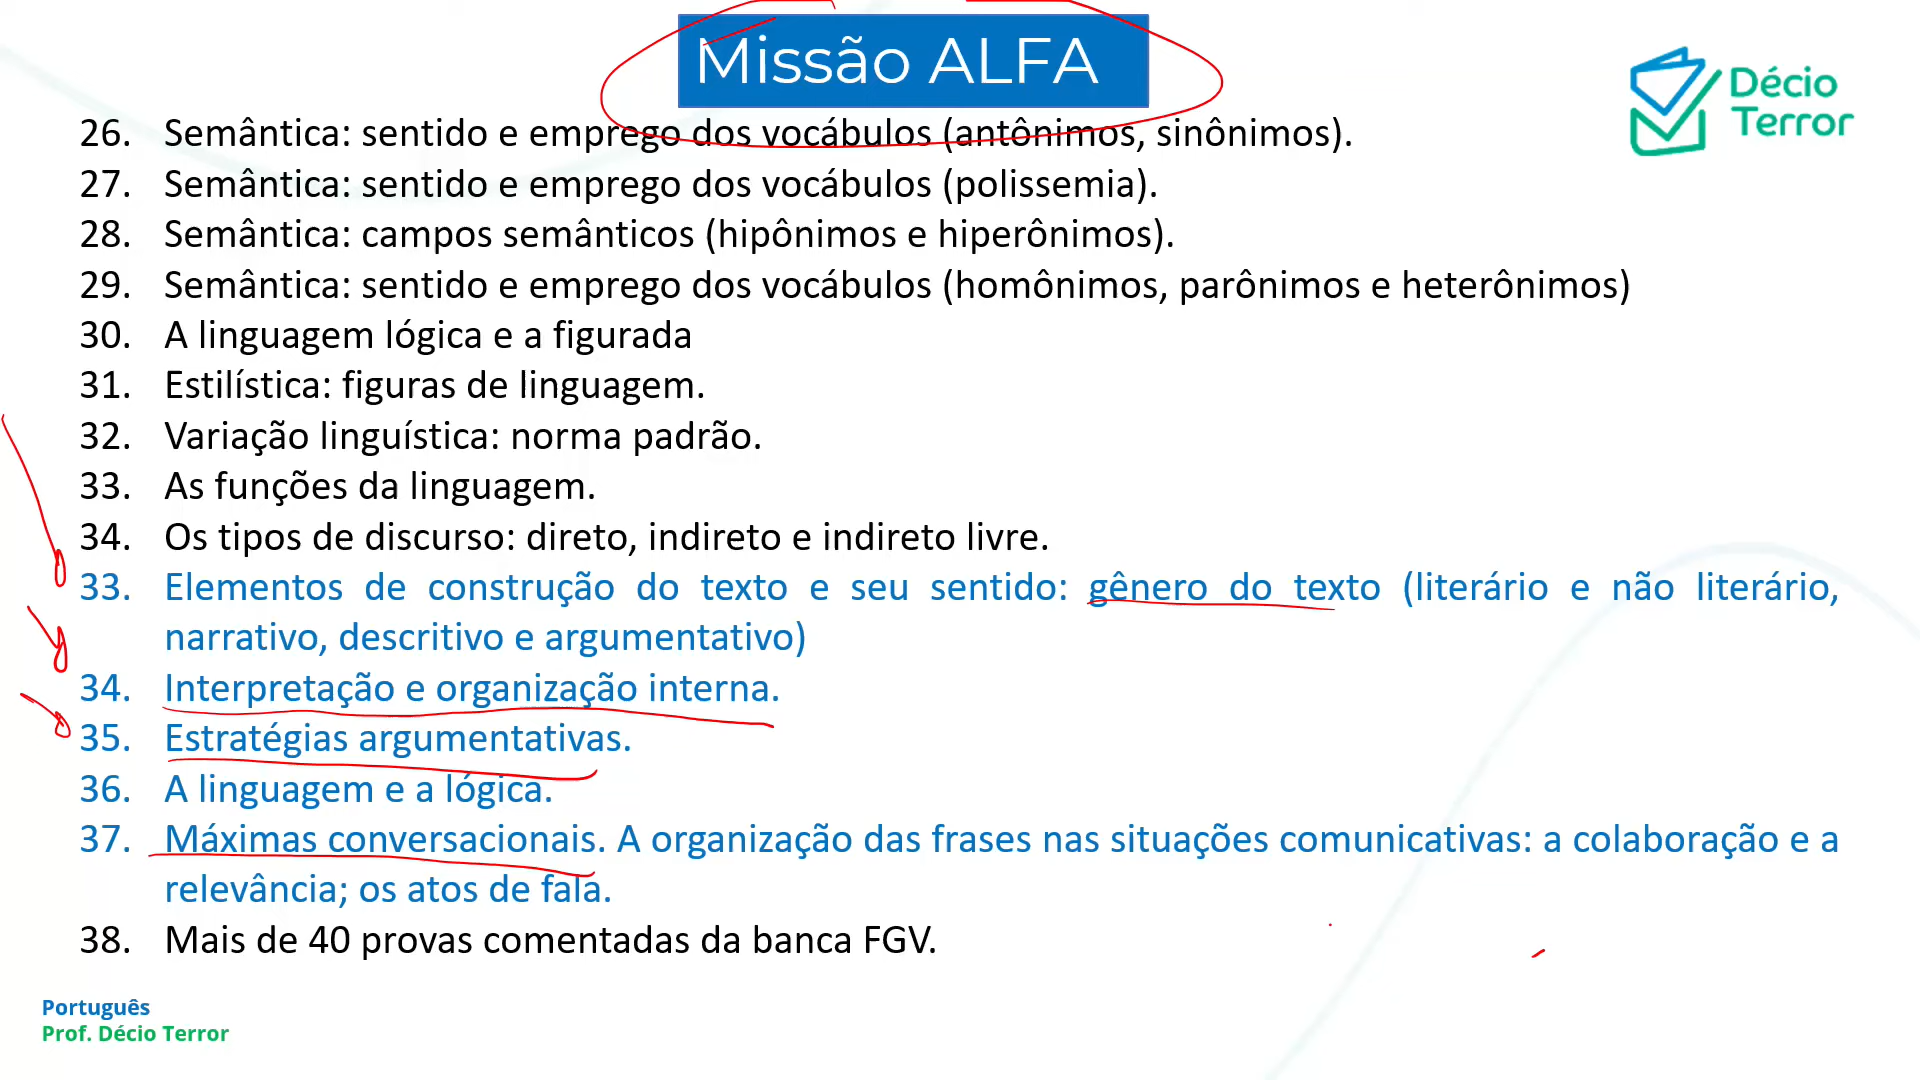 Missão ALFA
Décio
Terror
26. Semântica: sentido e emprego dos vocábulos (antônimos, sinônimos).
27. Semântica: sentido e emprego dos vocábulos (polissemia).
28. Semântica: campos semânticos (hipônimos e hiperônimos).
29. Semântica: sentido e emprego dos vocábulos (homônimos, parônimos e heterônimos)
30. A linguagem lógica e a figurada
31. Estilística: figuras de linguagem.
32. Variação linguística: norma padrão.
33. As funções da linguagem.
34. Os tipos de discurso: direto, indireto e indireto livre.
33. Elementos de construção do texto e seu sentido: gênero do texto (literário e não literário,
narrativo, descritivo e argumentativo)
34. Interpretação e organização interna.
35. Estratégias argumentativas.
36. A linguagem e a lógica.
37. Máximas conversacionais. A organização das frases nas situações comunicativas: a colaboração e a
relevância; os atos de fala.
38. Mais de 40 provas comentadas da banca FGV.
Português
Prof. Décio Terror